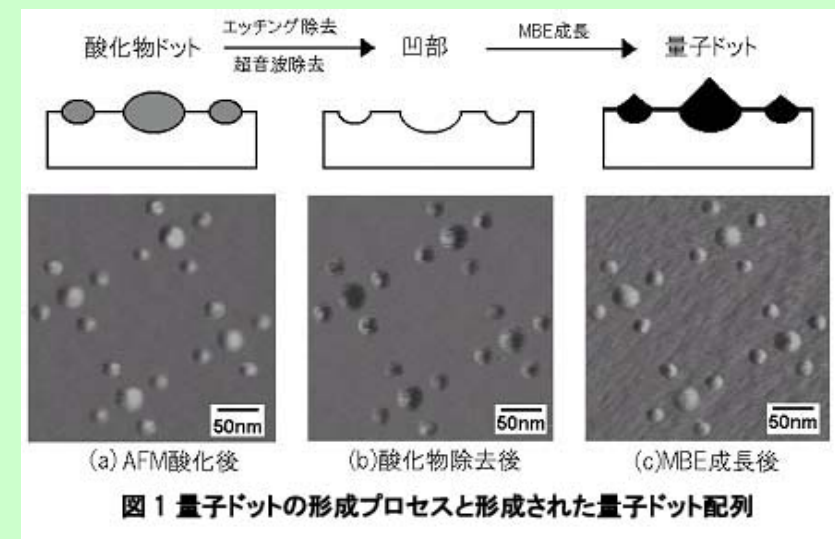 酸化物ドット
エッチング除去
超音波除去
凹部
MBE成長
量子ドット
50nm
50nm
50nm
(a) AFM酸化後
(b)酸化物除去後
(c)MBE成長後
図1 量子ドットの形成プロセスと形成された量子ドット配列